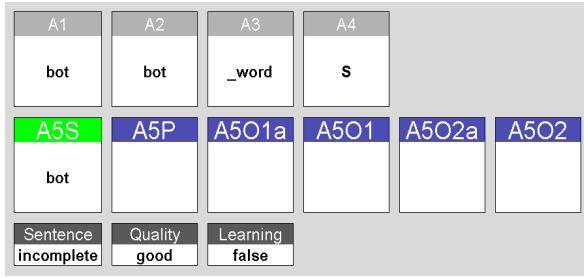 A1 A2 A3 A4
bot bot _word S
A5S A5P A5O1a A5O1 A5O2a A5O2
bot
Sentence Quality Learning
incomplete good false